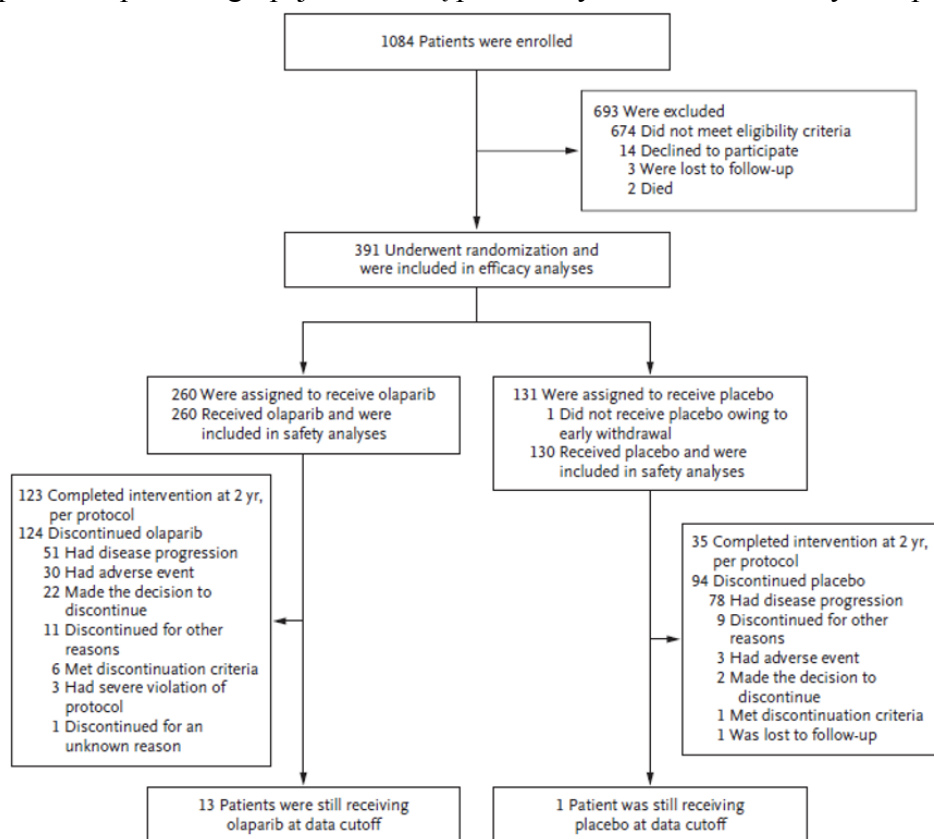 1084 Patients were enrolled
693 Were excluded
674 Did not meet eligibility criteria
14 Declined to participate
3 Were lost to follow-up
2 Died
391 Underwent randomization and
were included in efficacy analyses
260 Were assigned to receive olaparib
260 Received olaparib and were
included in safety analyses
131 Were assigned to receive placebo
1 Did not receive placebo owing to
early withdrawal
130 Received placebo and were
included in safety analyses
123 Completed intervention at 2 yr,
per protocol
124 Discontinued olaparib
51 Had disease progression
30 Had adverse event
22 Made the decision to
discontinue
11 Discontinued for other
reasons
6 Met discontinuation criteria
3 Had severe violation of
protocol
1 Discontinued for an
unknown reason
35 Completed intervention at 2 yr,
per protocol
94 Discontinued placebo
78 Had disease progression
9 Discontinued for other
reasons
3 Had adverse event
2 Made the decision to
discontinue
1 Met discontinuation criteria
1 Was lost to follow-up
13 Patients were still receiving
olaparib at data cutoff
1 Patient was still receiving
placebo at data cutoff